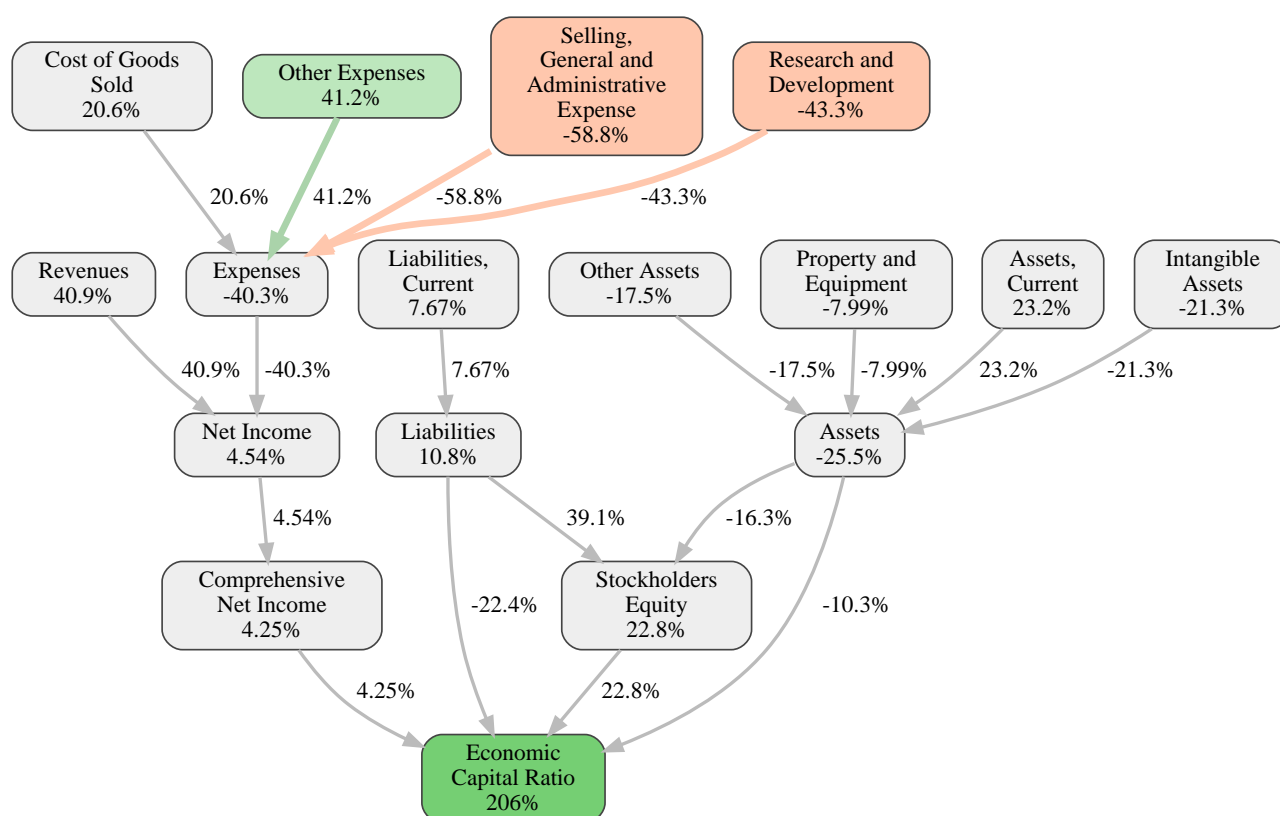 Cost of Goods
Sold
20.6%
Other Expenses
41.2%
Selling,
General and
Administrative
Expense
-58.8%
Research and
Development
-43.3%
20.6%
41.2%
-58.8%
-43.3%
Revenues
40.9%
Expenses
-40.3%
Liabilities,
Current
7.67%
Other Assets
-17.5%
Property and
Equipment
-7.99%
Assets,
Current
23.2%
Intangible
Assets
-21.3%
40.9%
-40.3%
7.67%
-17.5%
-7.99%
23.2%
-21.3%
Net Income
4.54%
Liabilities
10.8%
Assets
-25.5%
4.54%
39.1%
-16.3%
Comprehensive
Net Income
4.25%
-22.4%
Stockholders
Equity
22.8%
-10.3%
4.25%
22.8%
Economic
Capital Ratio
206%